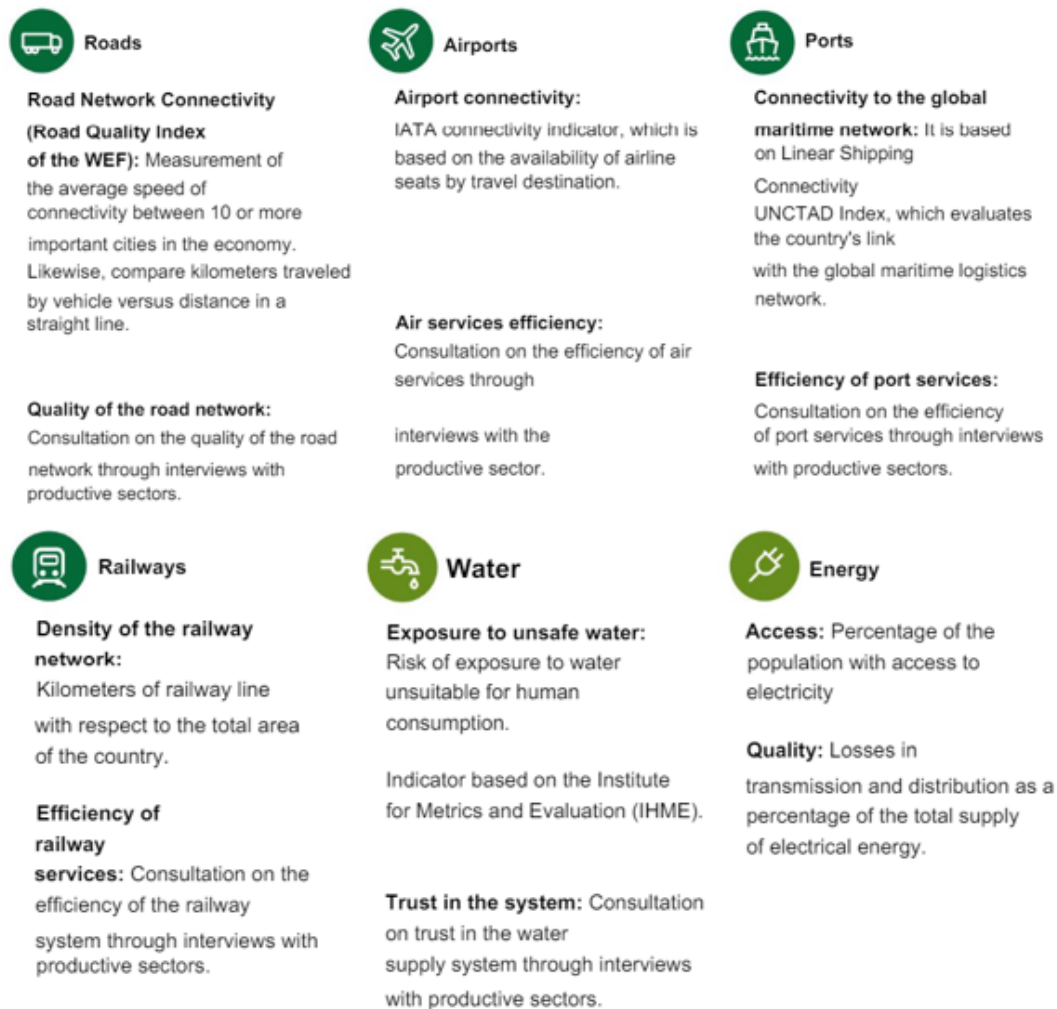 Roads
Road Network Connectivity
(Road Quality Index
of the WEF): Measurement of
the average speed of
connectivity between 10 or more
important cities in the economy.
Likewise, compare kilometers traveled
by vehicle versus distance in a
straight line.
Quality of the road network:
Consultation on the quality of the road
network through interviews with
productive sectors.
Airports
Airport connectivity:
IATA connectivity indicator, which is
based on the availability of airline
seats by travel destination.
Air services efficiency:
Consultation on the efficiency of air
services through
interviews with the
productive sector.
Ports
Connectivity to the global
maritime network: It is based
on Linear Shipping
Connectivity
UNCTAD Index, which evaluates
the country's link
with the global maritime logistics
network.
Efficiency of port services:
Consultation on the efficiency
of port services through interviews
with productive sectors.
Railways
Density of the railway
network:
Kilometers of railway line
with respect to the total area
of the country.
Efficiency of
railway
services: Consultation on the
efficiency of the railway
system through interviews with
productive sectors.
Water
Exposure to unsafe water:
Risk of exposure to water
unsuitable for human
consumption.
Indicator based on the Institute
for Metrics and Evaluation (IHME).
Trust in the system: Consultation
on trust in the water
supply system through interviews
with productive sectors.
Energy
Access: Percentage of the
population with access to
electricity
Quality: Losses in
transmission and distribution as a
percentage of the total supply
of electrical energy.